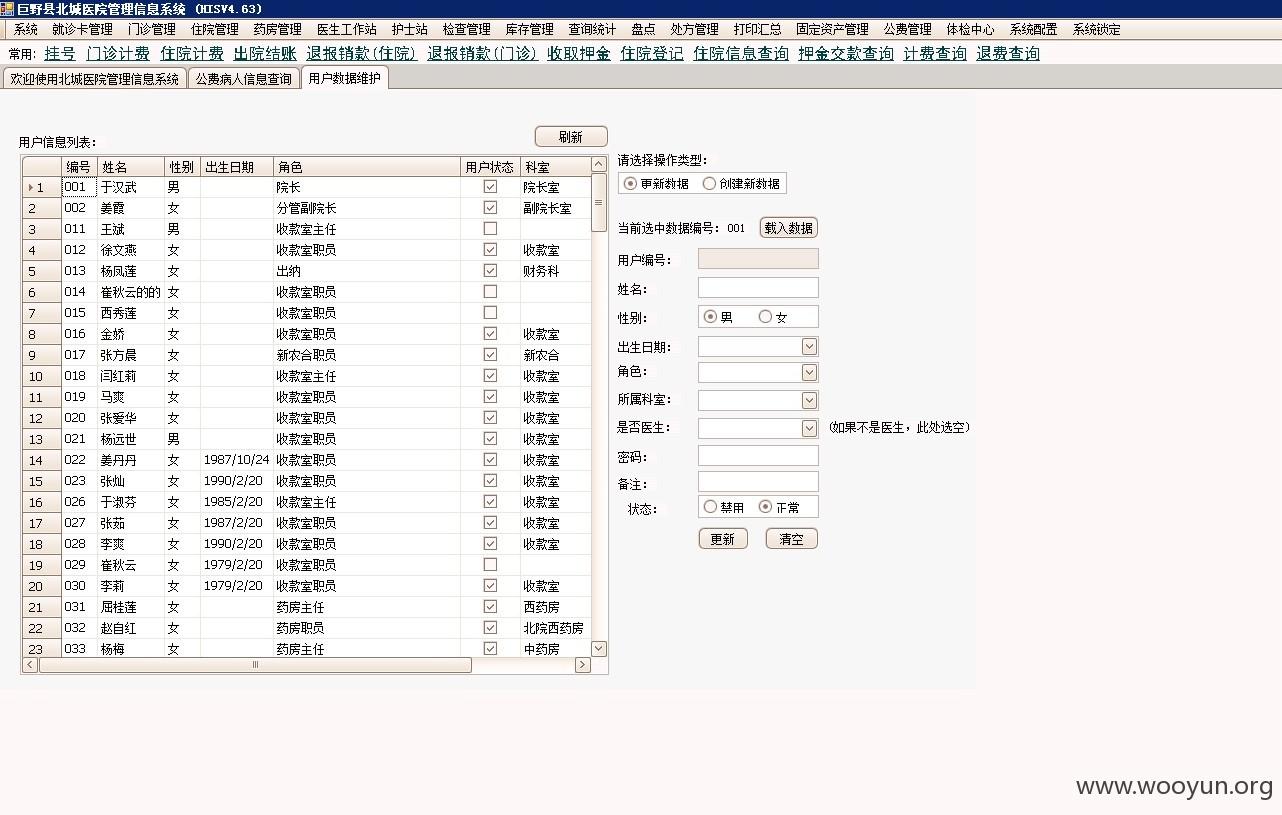 巨野县北城医院管理信息系统 (HISV4.63)
系统 就诊卡管理 门诊管理 住院管理 药房管理 医生工作站 护士站 检查管理 库存管理 查询统计 盘点 处方管理 打印汇总 固定资产管理 公费管理 体检中心 系统配置 系统锁定
常用: 挂号 门诊计费 住院计费 出院结账 退报销款(住院) 退报销款(门诊) 收取押金 住院登记 住院信息查询 押金交款查询 计费查询 退费查询
欢迎使用北城医院管理信息系统 公费病人信息查询 用户数据维护
用户信息列表:
刷新
编号 姓名 性别 出生日期 角色 用户状态 科室
1 001 于汉武 男 院长 院长室
2 002 姜霞 女 分管副院长 副院长室
3 011 王斌 男 收款室主任
4 012 徐文燕 女 收款室职员 收款室
5 013 杨凤莲 女 出纳 财务科
6 014 崔秋云的的 女 收款室职员
7 015 西秀莲 女 收款室职员
8 016 金娇 女 收款室职员 收款室
9 017 张方晨 女 新农合职员 新农合
10 018 闫红莉 女 收款室主任 收款室
11 019 马爽 女 收款室职员 收款室
12 020 张爱华 女 收款室职员 收款室
13 021 杨远世 男 收款室职员 收款室
14 022 姜丹丹 女 1987/10/24 收款室职员 收款室
15 023 张灿 女 1990/2/20 收款室职员 收款室
16 026 于淑芬 女 1985/2/20 收款室主任 收款室
17 027 张茹 女 1987/2/20 收款室职员 收款室
18 028 李爽 女 1990/2/20 收款室职员 收款室
19 029 崔秋云 女 1979/2/20 收款室职员
20 030 李莉 女 1979/2/20 收款室职员 收款室
21 031 屈桂莲 女 药房主任 西药房
22 032 赵自红 女 药房职员 北院西药房
23 033 杨梅 女 药房主任 中药房
请选择操作类型:
更新数据 创建新数据
当前选中数据编号: 001 载入数据
用户编号:
姓名:
性别: 男 女
出生日期:
角色:
所属科室:
是否医生: (如果不是医生，此处选空)
密码:
备注:
状态: 禁用 正常
更新 清空
www.wooyun.org